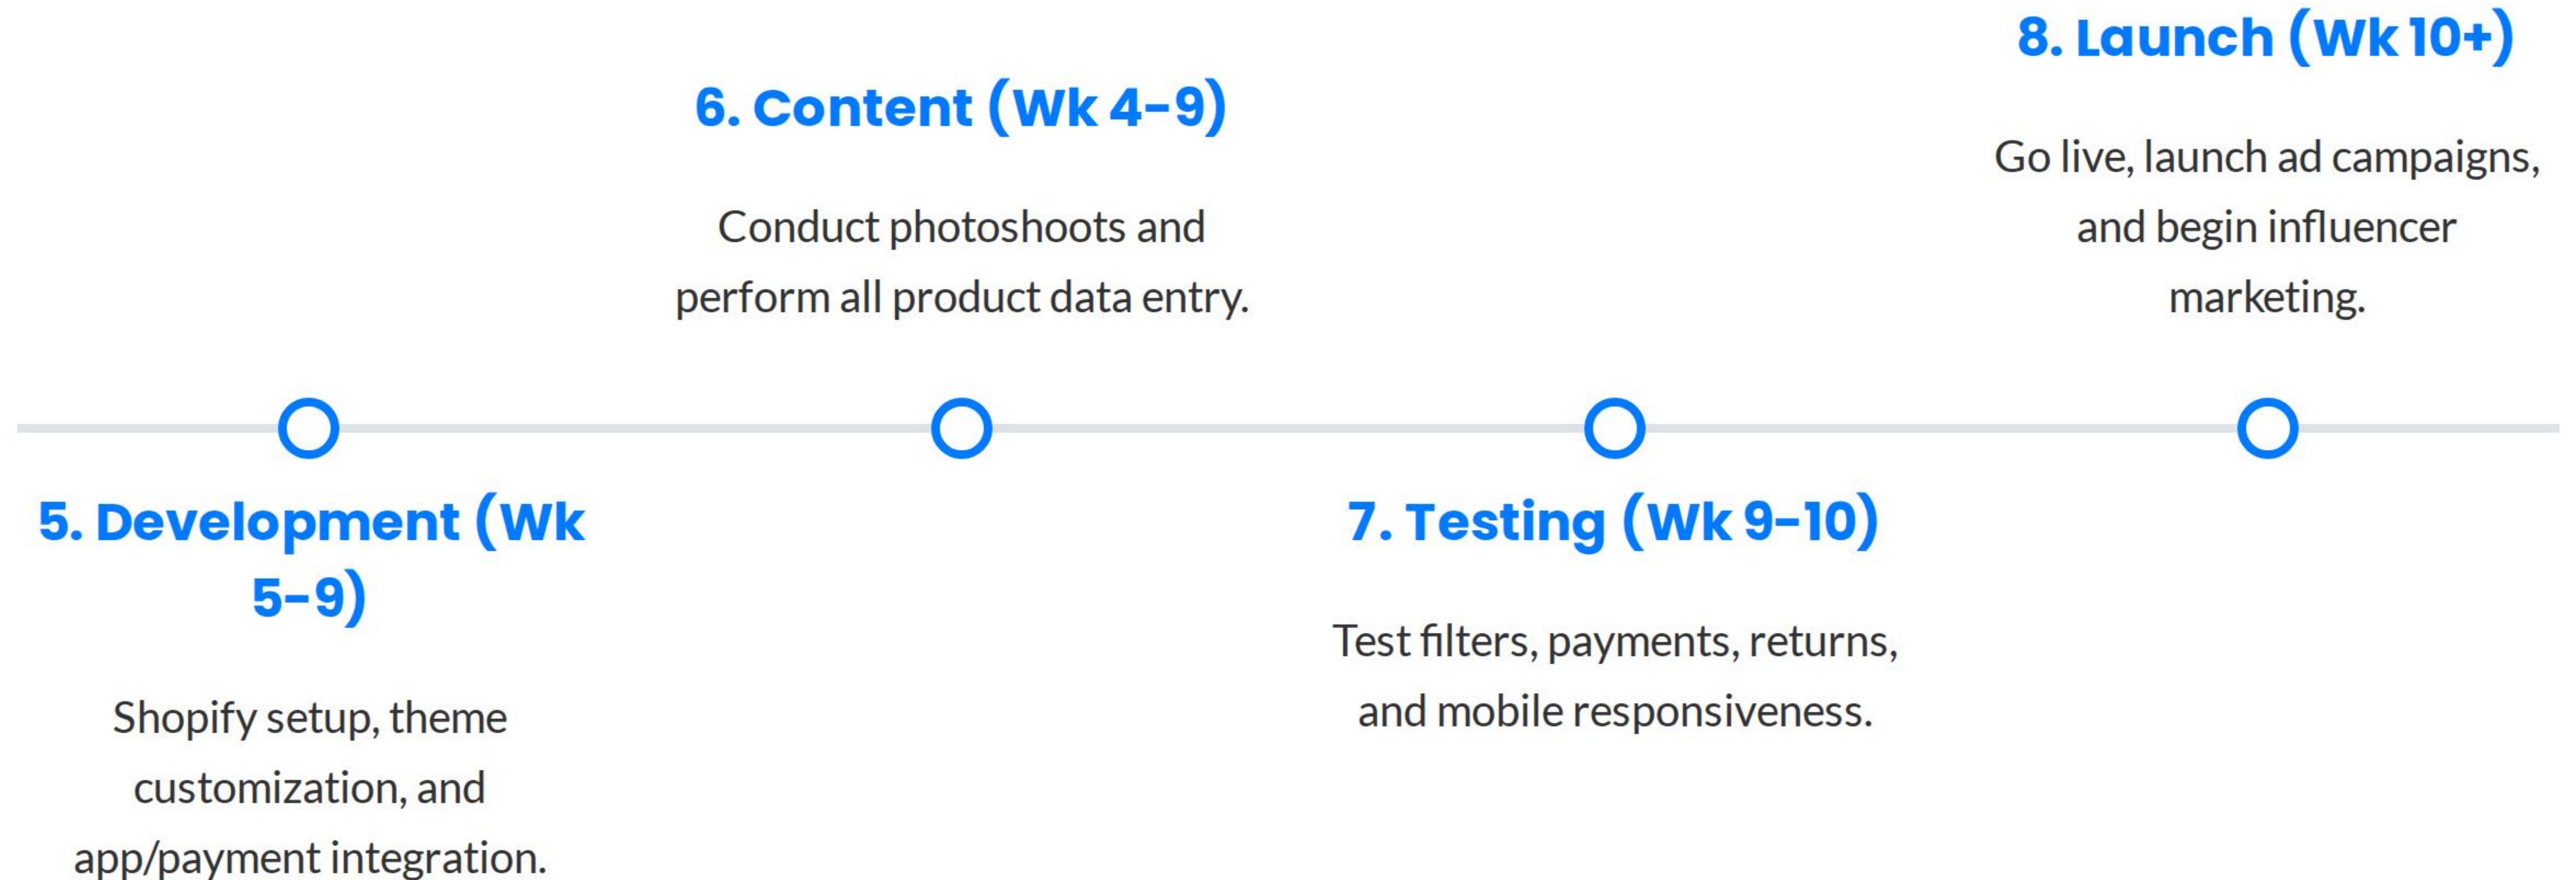 5. Development (Wk
5-9)
Shopify setup, theme
customization, and
app/payment integration.
6. Content (Wk 4-9)
Conduct photoshoots and
perform all product data entry.
7. Testing (Wk 9-10)
Test filters, payments, returns,
and mobile responsiveness.
8. Launch (Wk 10+)
Go live, launch ad campaigns,
and begin influencer
marketing.